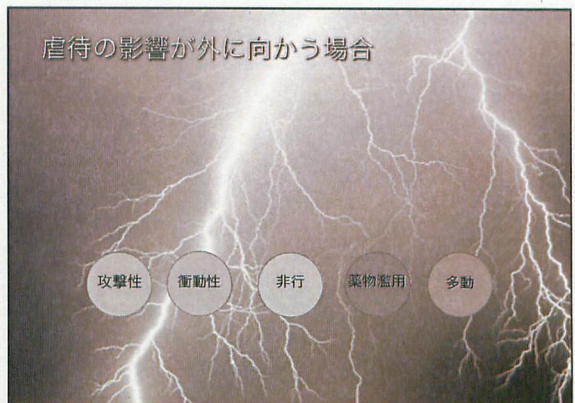 虐待の影響が外に向かう場合
攻撃性
衝動性
非行
薬物濫用
多動